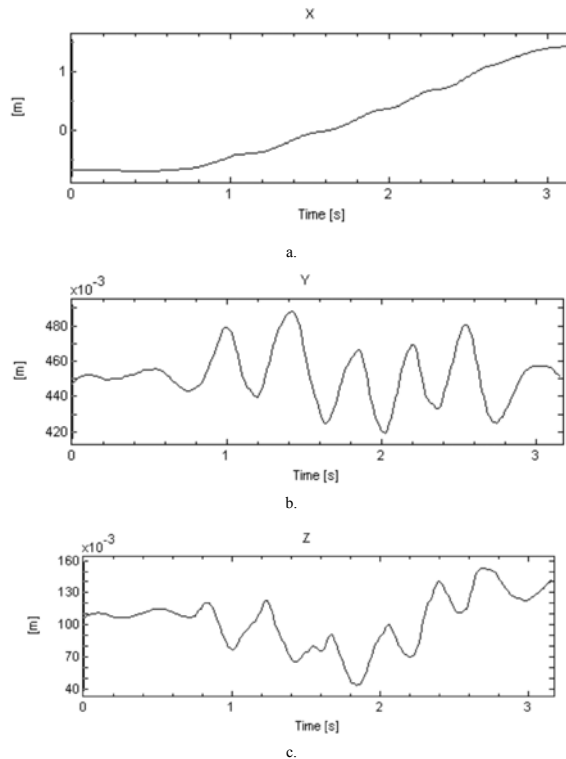 X
[m]
1
0
0 1 2 3
Time [s]
a.
x10⁻³
Y
[m]
480
460
440
420
0 1 2 3
Time [s]
b.
x10⁻³
Z
[m]
160
130
100
70
40
0 1 2 3
Time [s]
c.